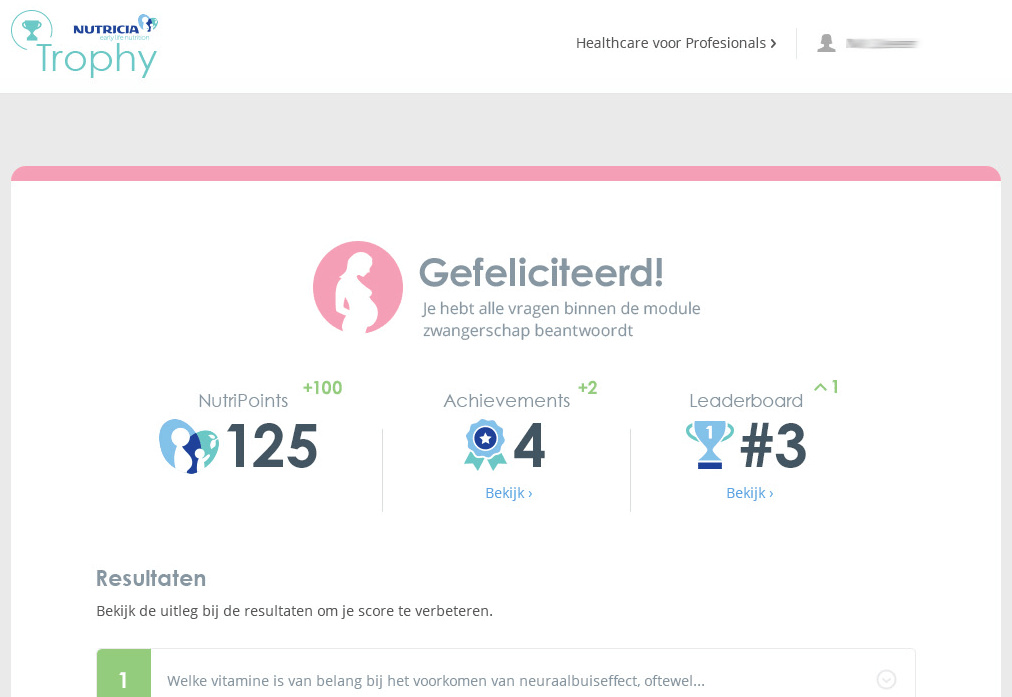 NUTRICIA
early life nutrition
Trophy
Healthcare voor Profesionals ›
Gefeliciteerd!
Je hebt alle vragen binnen de module
zwangerschap beantwoordt
NutriPoints +100
125
Achievements +2
4
Bekijk ›
Leaderboard 1
1 #3
Bekijk ›
Resultaten
Bekijk de uitleg bij de resultaten om je score te verbeteren.
1 Welke vitamine is van belang bij het voorkomen van neuraalbuiseffect, oftewel...